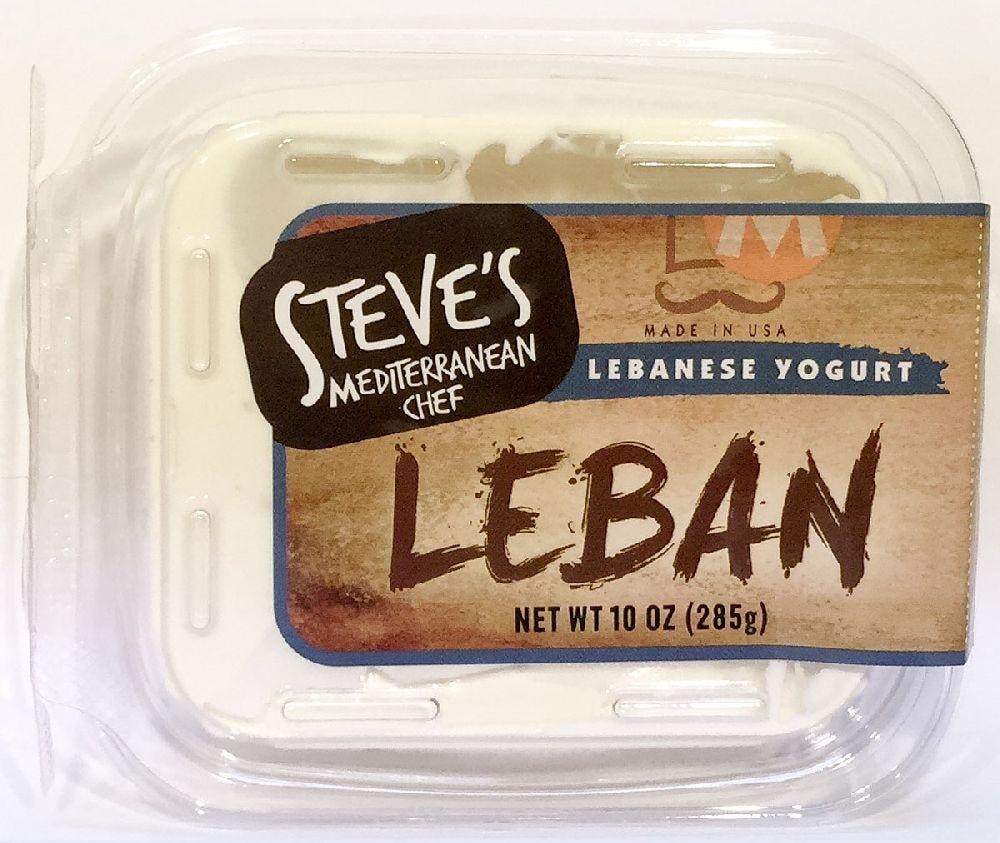 STEVE'S
MEDITERRANEAN
CHEF
M
MADE IN USA
LEBANESE YOGURT
LEBAN
NET WT 10 OZ (285g)